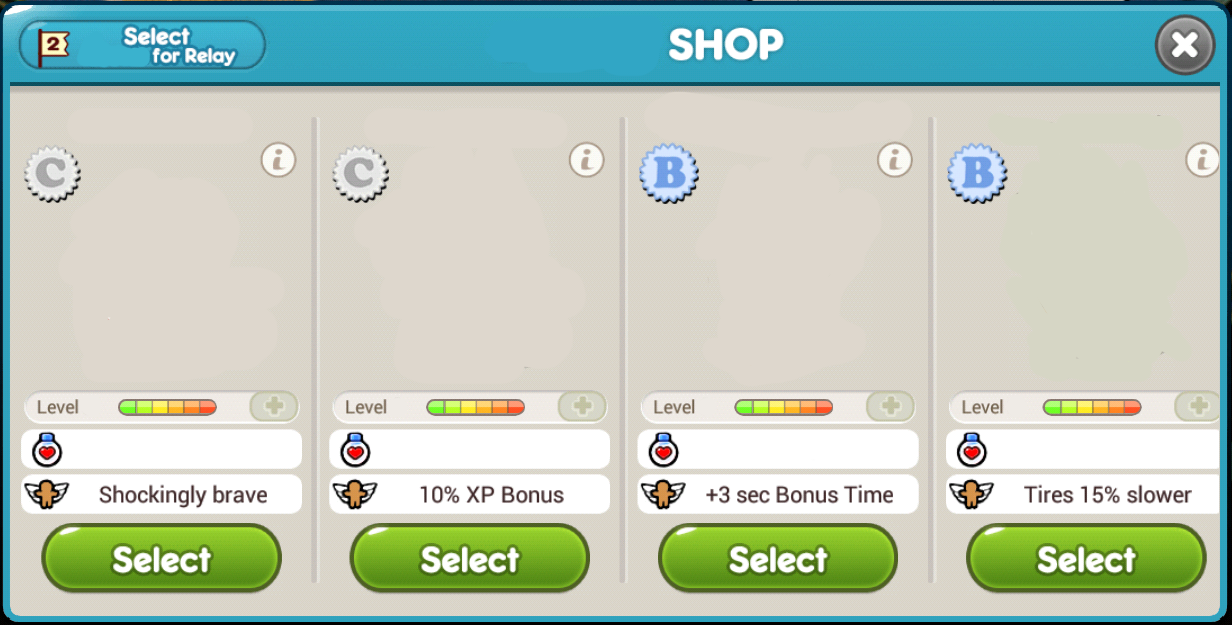 2
Select
for Relay
SHOP
C
i
C
i
B
i
B
i
Level
Level
Level
Level
Shockingly brave
10% XP Bonus
+3 sec Bonus Time
Tires 15% slower
Select
Select
Select
Select